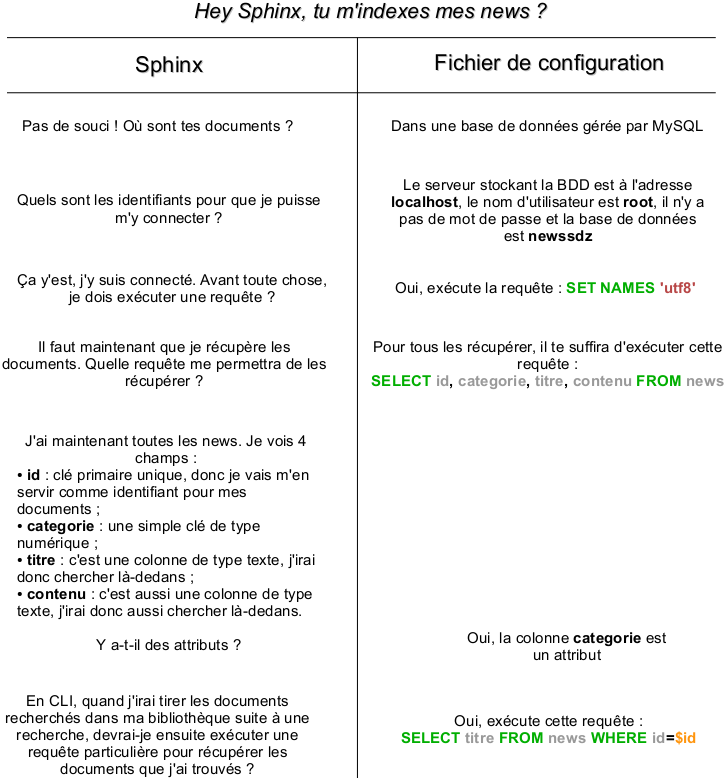 Hey Sphinx, tu m'indexes mes news ?
Sphinx
Fichier de configuration
Pas de souci ! Où sont tes documents ?
Dans une base de données gérée par MySQL
Quels sont les identifiants pour que je puisse
m'y connecter ?
Le serveur stockant la BDD est à l'adresse
localhost, le nom d'utilisateur est root, il n'y a
pas de mot de passe et la base de données
est newssdz
Ça y'est, j'y suis connecté. Avant toute chose,
je dois exécuter une requête ?
Oui, exécute la requête : SET NAMES 'utf8'
Il faut maintenant que je récupère les
documents. Quelle requête me permettra de les
récupérer ?
Pour tous les récupérer, il te suffira d'exécuter cette
requête :
SELECT id, categorie, titre, contenu FROM news
J'ai maintenant toutes les news. Je vois 4
champs :
• id : clé primaire unique, donc je vais m'en
servir comme identifiant pour mes
documents ;
• categorie : une simple clé de type
numérique ;
• titre : c'est une colonne de type texte, j'irai
donc chercher là-dedans ;
• contenu : c'est aussi une colonne de type
texte, j'irai donc aussi chercher là-dedans.
Y a-t-il des attributs ?
Oui, la colonne categorie est
un attribut
En CLI, quand j'irai tirer les documents
recherchés dans ma bibliothèque suite à une
recherche, devrai-je ensuite exécuter une
requête particulière pour récupérer les
documents que j'ai trouvés ?
Oui, exécute cette requête :
SELECT titre FROM news WHERE id=$id